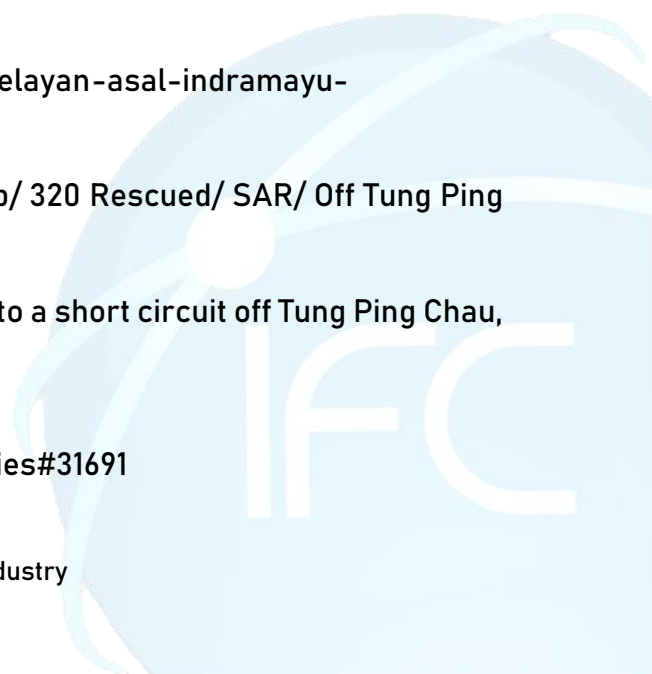 elayan-asal-indramayu-
/ 320 Rescued/ SAR/ Off Tung Ping
to a short circuit off Tung Ping Chau,
ies#31691
dustry
IFC